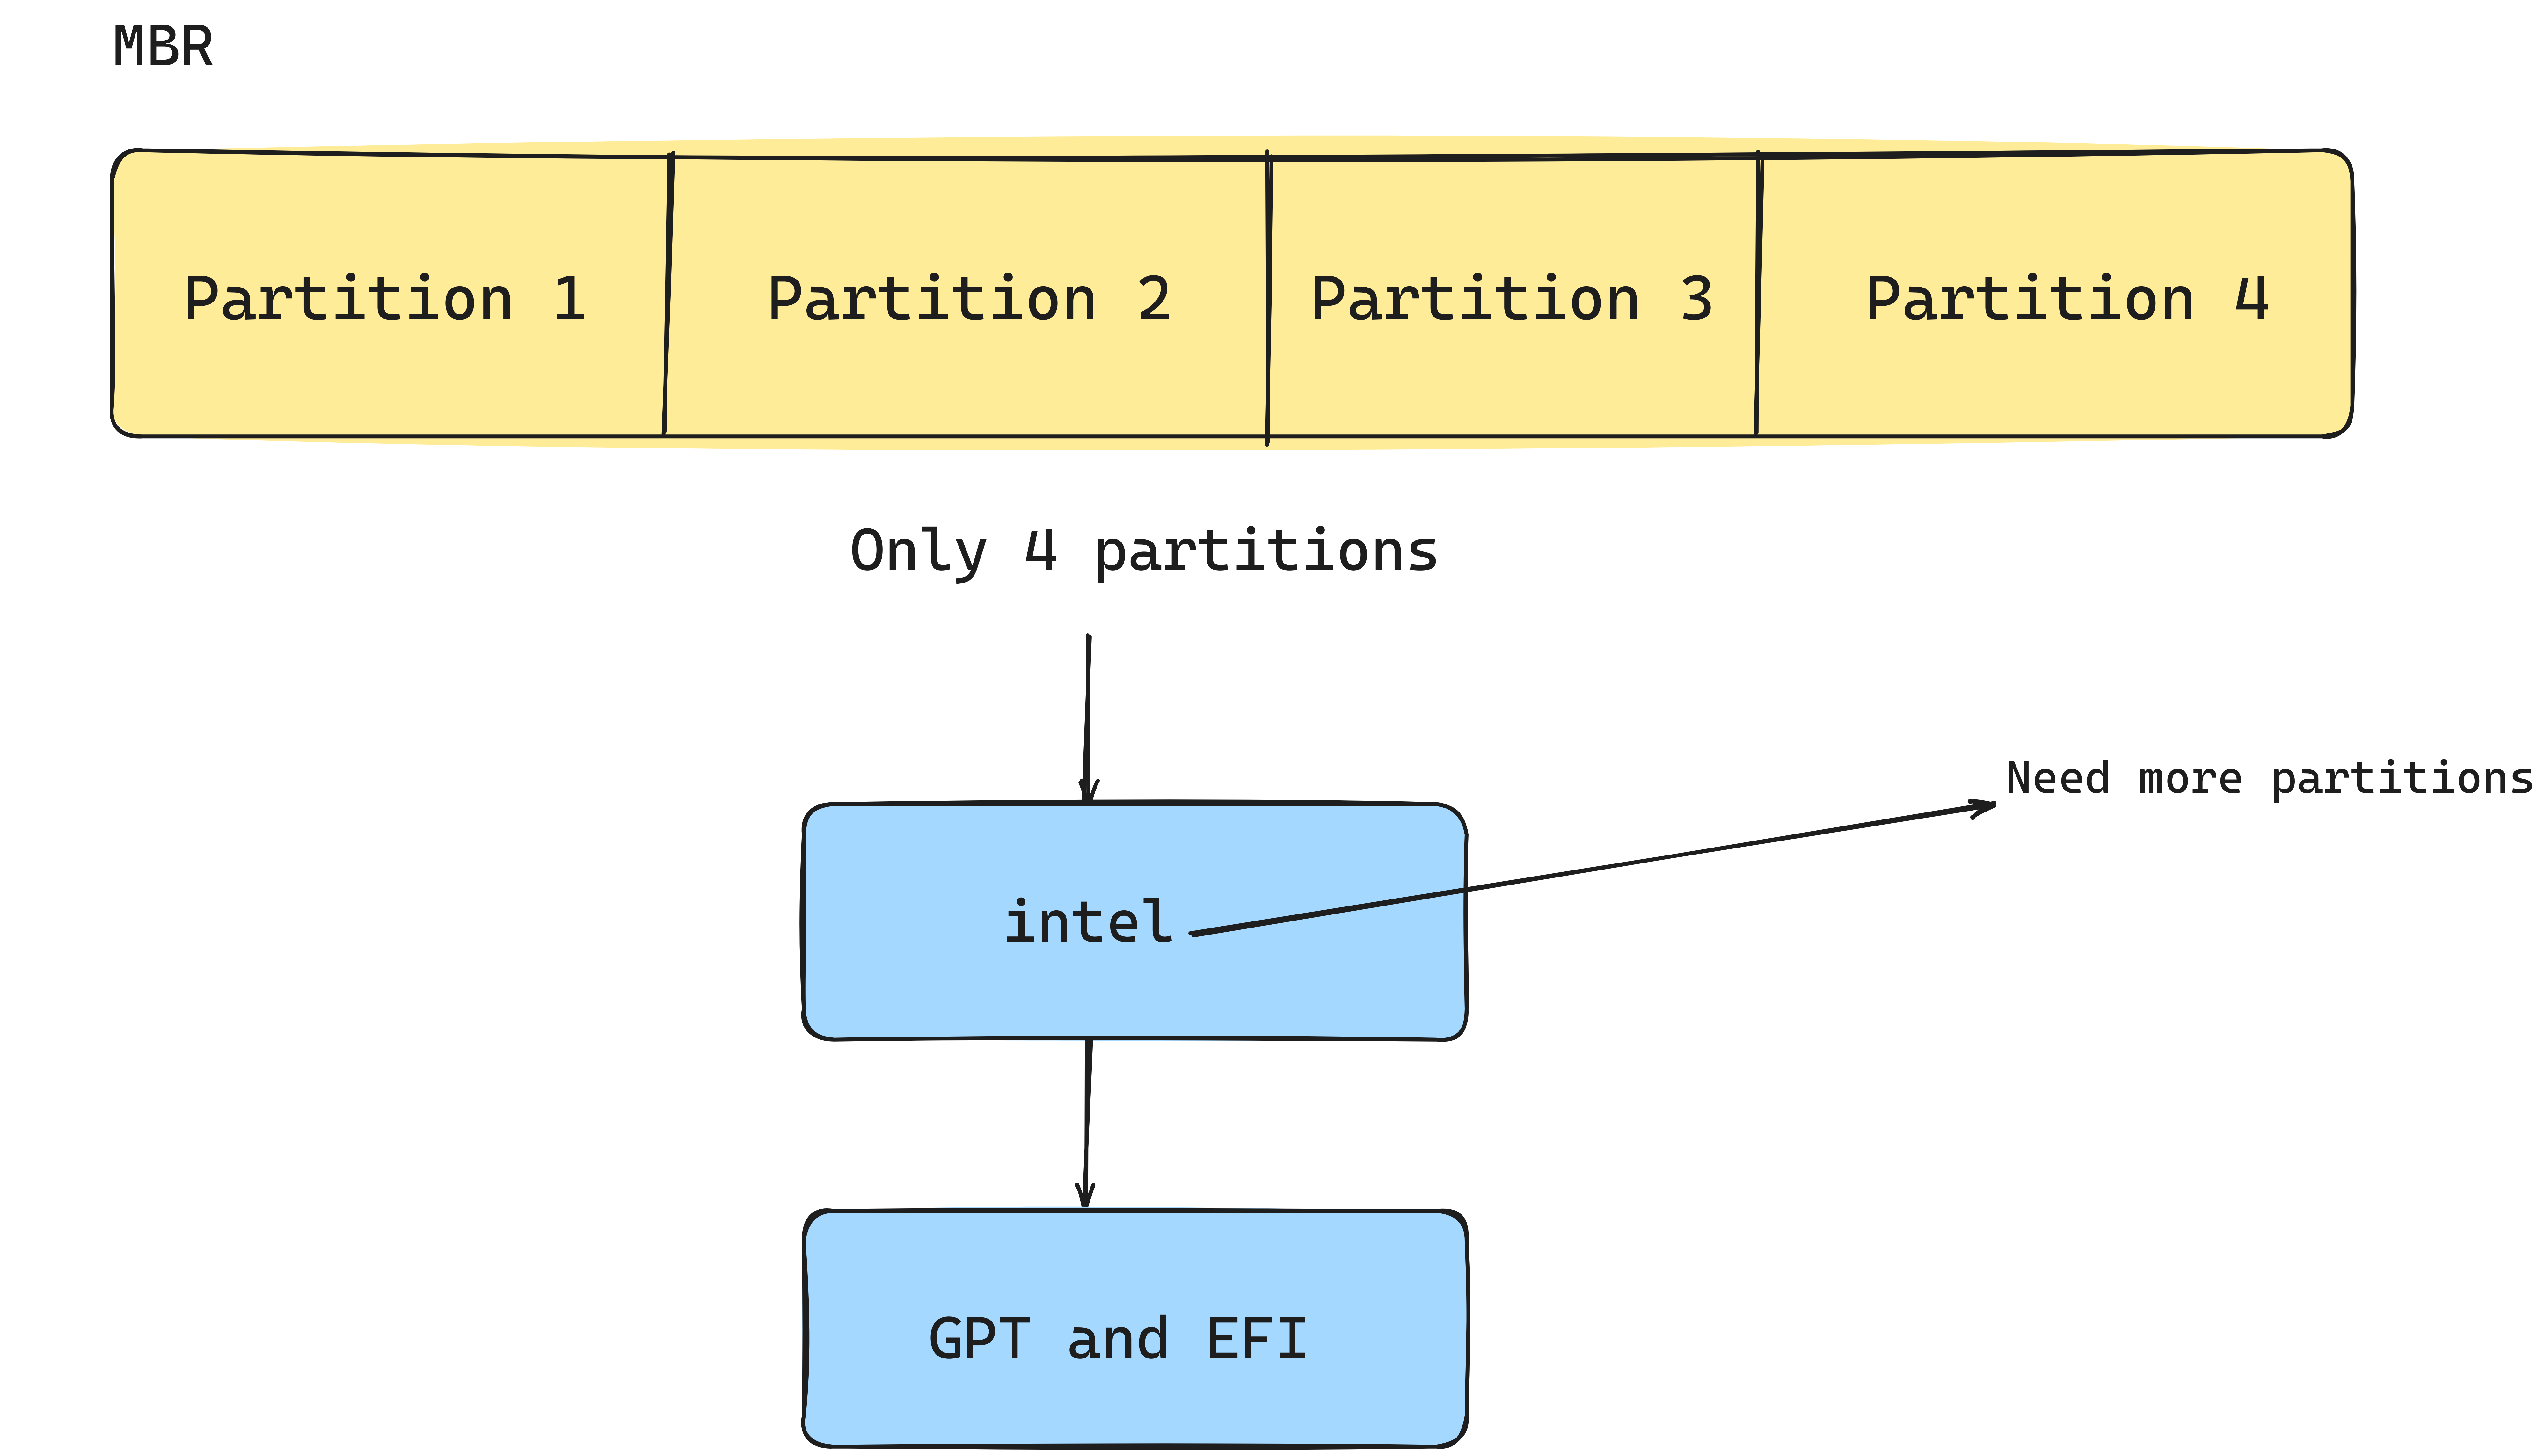 MBR
Partition 1
Partition 2
Partition 3
Partition 4
Only 4 partitions
Need more partitions
intel
GPT and EFI